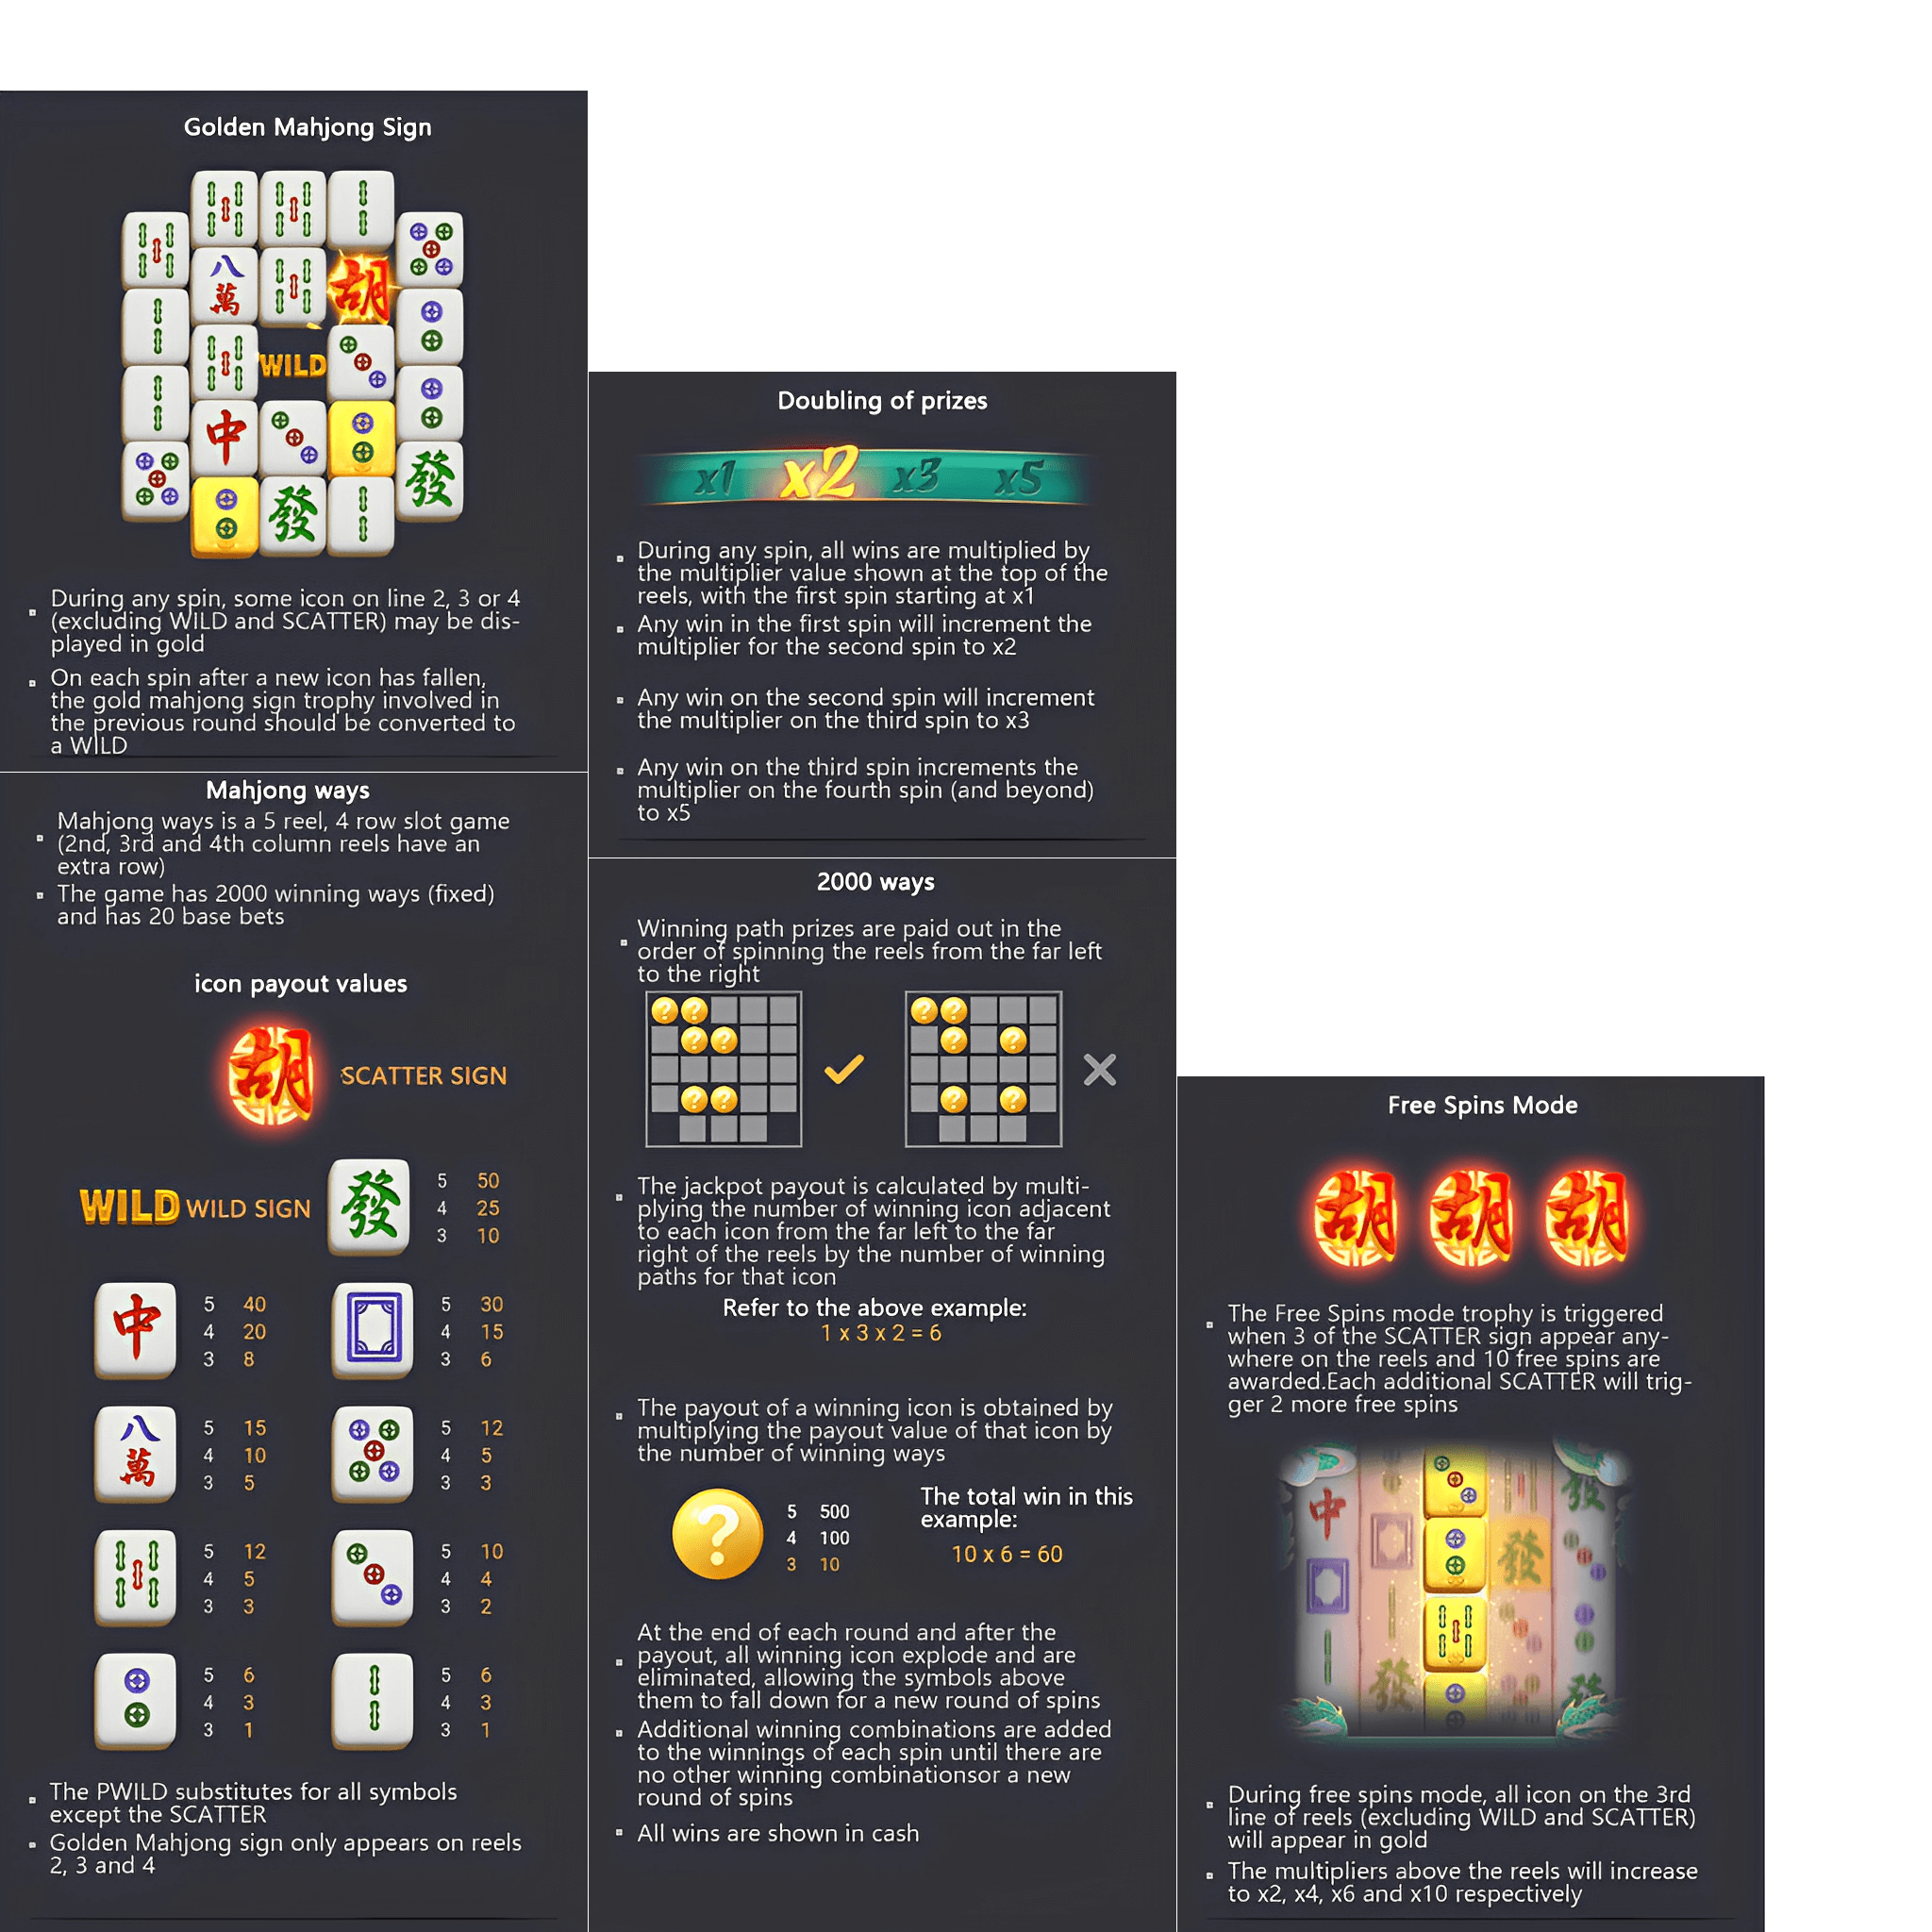 Golden Mahjong Sign
八
萬
胡
WILD
中
發
發
During any spin, some icon on line 2, 3 or 4
(excluding WILD and SCATTER) may be dis-
played in gold
On each spin after a new icon has fallen,
the gold mahjong sign trophy involved in
the previous round should be converted to
a WILD
Mahjong ways
Mahjong ways is a 5 reel, 4 row slot game
(2nd, 3rd and 4th column reels have an
extra row)
The game has 2000 winning ways (fixed)
and has 20 base bets
icon payout values
胡 SCATTER SIGN
WILD WILD SIGN
發
5 50
4 25
3 10
中
5 40
4 20
3 8
5 30
4 15
3 6
八
萬
5 15
4 10
3 5
5 12
4 5
3 3
5 12
4 5
3 3
5 10
4 4
3 2
5 6
4 3
3 1
5 6
4 3
3 1
The PWILD substitutes for all symbols
except the SCATTER
Golden Mahjong sign only appears on reels
2, 3 and 4
Doubling of prizes
x1 x2 x3 x5
During any spin, all wins are multiplied by
the multiplier value shown at the top of the
reels, with the first spin starting at x1
Any win in the first spin will increment the
multiplier for the second spin to x2
Any win on the second spin will increment
the multiplier on the third spin to x3
Any win on the third spin increments the
multiplier on the fourth spin (and beyond)
to x5
2000 ways
Winning path prizes are paid out in the
order of spinning the reels from the far left
to the right
? ? ? ? ? ?
? ? ? ? ? ?
The jackpot payout is calculated by multi-
plying the number of winning icon adjacent
to each icon from the far left to the far
right of the reels by the number of winning
paths for that icon
Refer to the above example:
1 x 3 x 2 = 6
The payout of a winning icon is obtained by
multiplying the payout value of that icon by
the number of winning ways
?
5 500
4 100
3 10
The total win in this
example:
10 x 6 = 60
At the end of each round and after the
payout, all winning icon explode and are
eliminated, allowing the symbols above
them to fall down for a new round of spins
Additional winning combinations are added
to the winnings of each spin until there are
no other winning combinationsor a new
round of spins
All wins are shown in cash
Free Spins Mode
胡 胡 胡
The Free Spins mode trophy is triggered
when 3 of the SCATTER sign appear any-
where on the reels and 10 free spins are
awarded.Each additional SCATTER will trig-
ger 2 more free spins
中
發
發
發
發
During free spins mode, all icon on the 3rd
line of reels (excluding WILD and SCATTER)
will appear in gold
The multipliers above the reels will increase
to x2, x4, x6 and x10 respectively